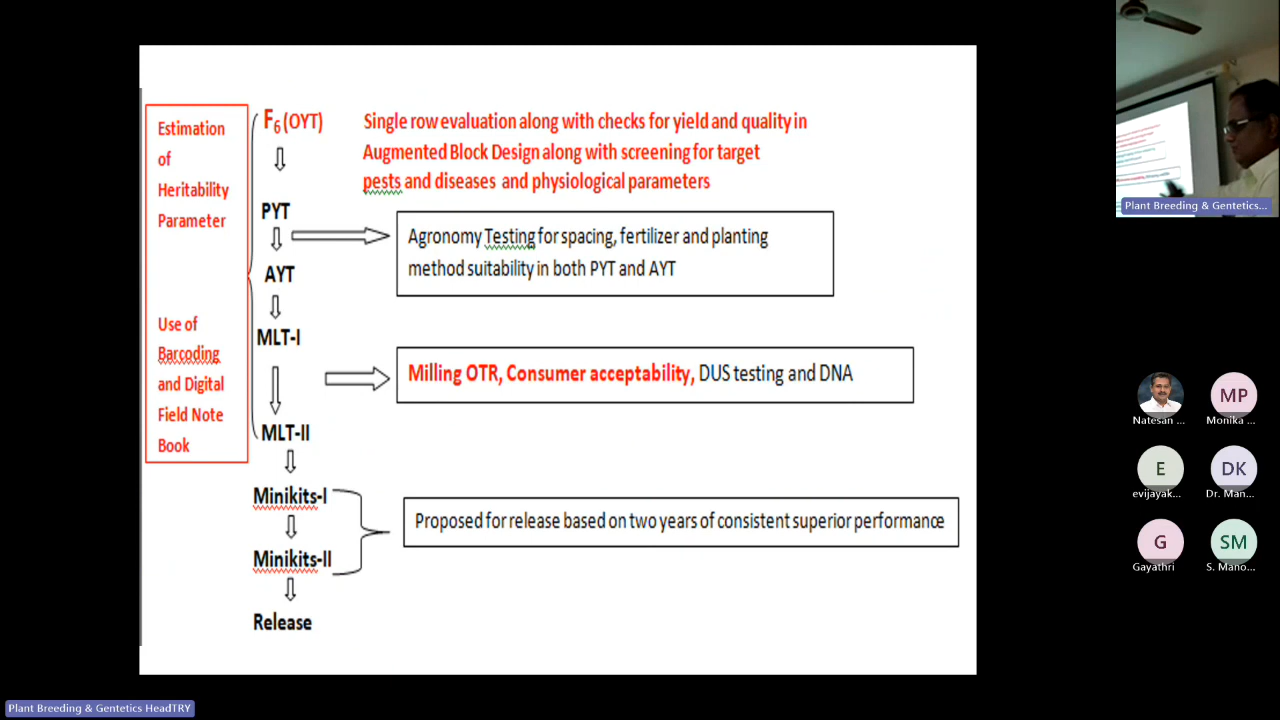 Estimation
of
Heritability
Parameter
Use of
Barcoding
and Digital
Field Note
Book
F6 (OYT)
Single row evaluation along with checks for yield and quality in
Augmented Block Design along with screening for target
pests and diseases and physiological parameters
PYT
Agronomy Testing for spacing, fertilizer and planting
method suitability in both PYT and AYT
AYT
MLT-I
Milling OTR, Consumer acceptability, DUS testing and DNA
MLT-II
Minikits-I
Proposed for release based on two years of consistent superior performance
Minikits-II
Release
Plant Breeding & Gentetics...
Natesan ...
MP
Monika ...
E
evijayak...
DK
Dr. Man...
G
Gayathri
SM
S. Mano...
Plant Breeding & Gentetics HeadTRY